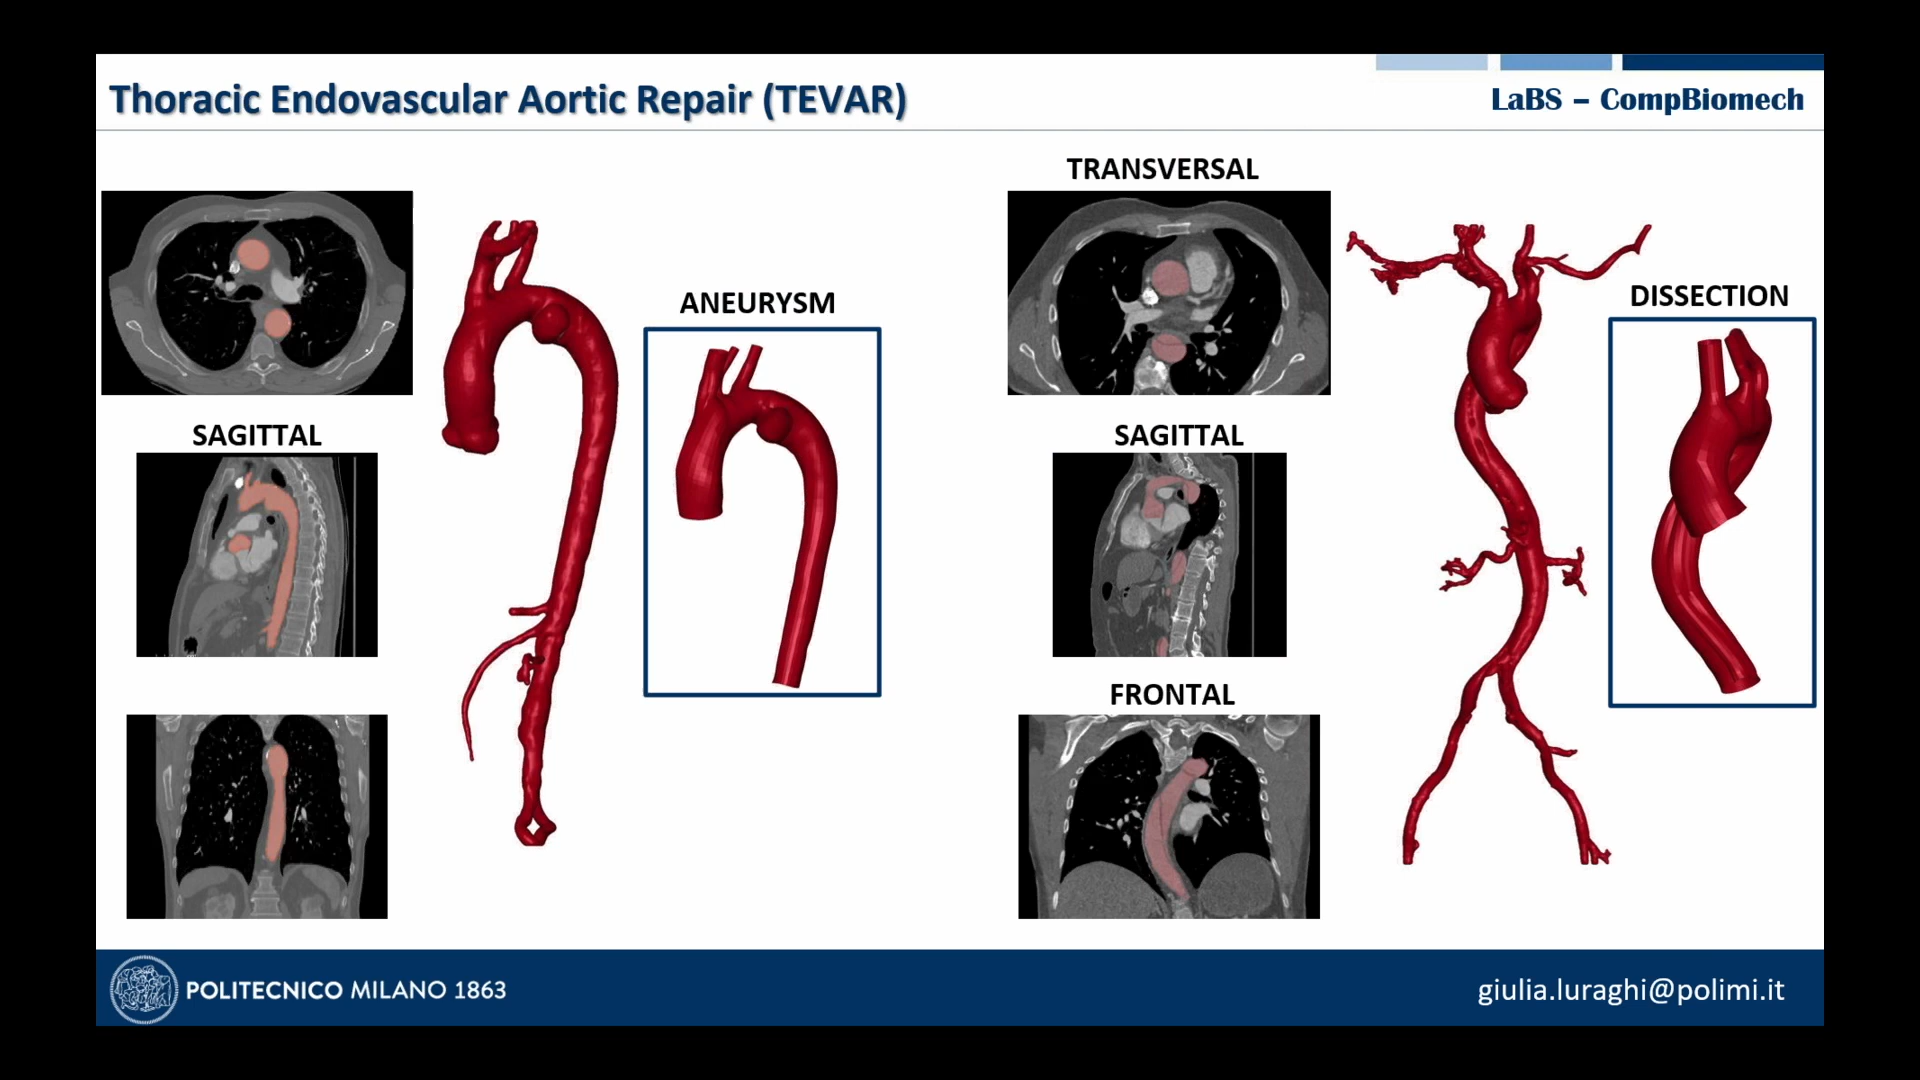 Thoracic Endovascular Aortic Repair (TEVAR)
LaBS – CompBiomech
TRANSVERSAL
ANEURYSM
DISSECTION
SAGITTAL
SAGITTAL
FRONTAL
POLITECNICO MILANO 1863
giulia.luraghi@polimi.it